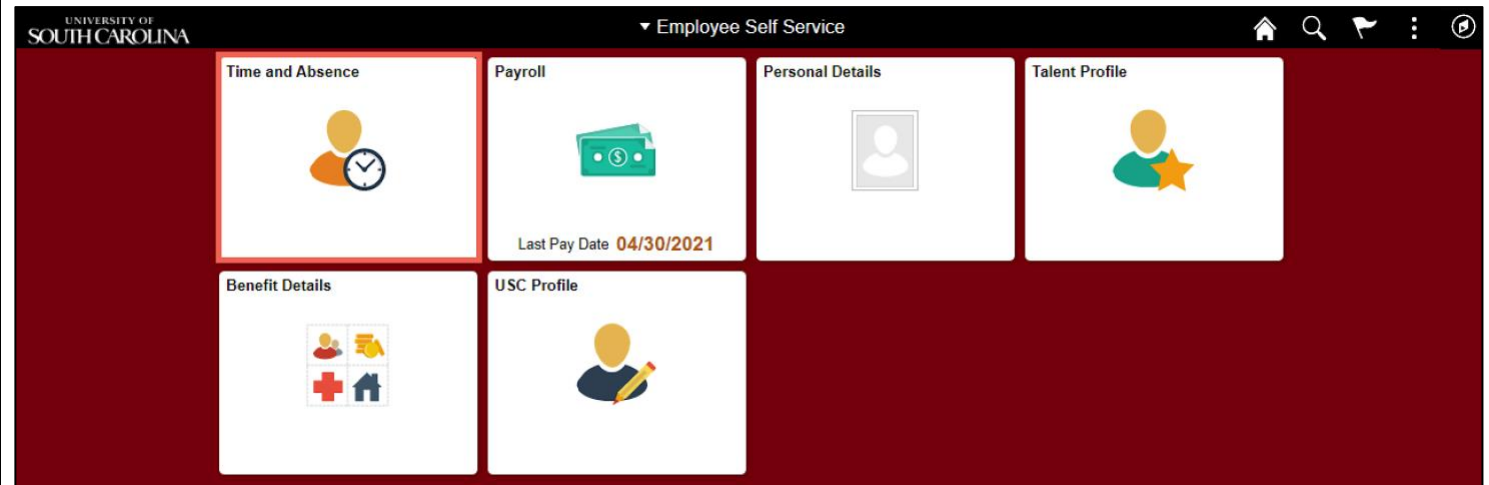 UNIVERSITY OF
SOUTH CAROLINA
Employee Self Service
Time and Absence
Payroll
Personal Details
Talent Profile
$
Last Pay Date 04/30/2021
Benefit Details
USC Profile